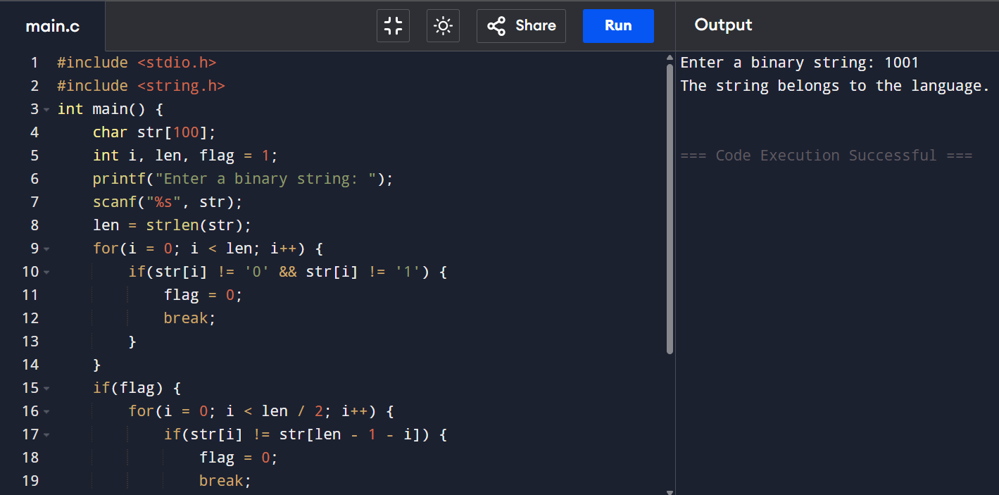 main.c
Share
Run
Output
1 #include <stdio.h>
2 #include <string.h>
3 int main() {
4     char str[100];
5     int i, len, flag = 1;
6     printf("Enter a binary string: ");
7     scanf("%s", str);
8     len = strlen(str);
9     for(i = 0; i < len; i++) {
10         if(str[i] != '0' && str[i] != '1') {
11             flag = 0;
12             break;
13         }
14     }
15     if(flag) {
16         for(i = 0; i < len / 2; i++) {
17             if(str[i] != str[len - 1 - i]) {
18                 flag = 0;
19                 break;
Enter a binary string: 1001
The string belongs to the language.
=== Code Execution Successful ===